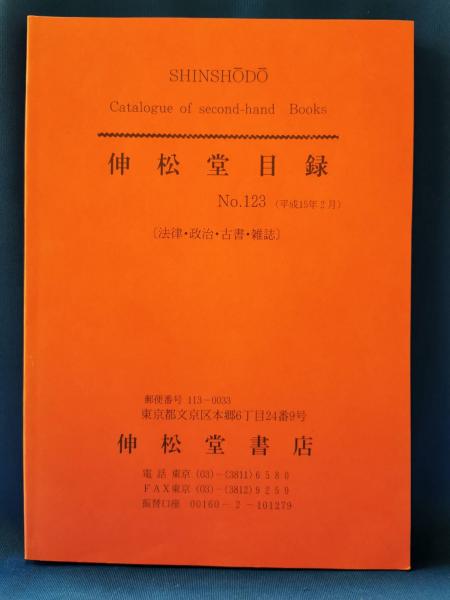 SHINSHŌDŌ
Catalogue of second-hand Books
伸松堂目録
No.123 (平成15年2月)
〔法律・政治・古書・雑誌〕
郵便番号 113-0033
東京都文京区本郷6丁目24番9号
伸松堂書店
電話 東京 (03)-(3811)6580
FAX東京 (03)-(3812)9259
振替口座 00160-2-101279